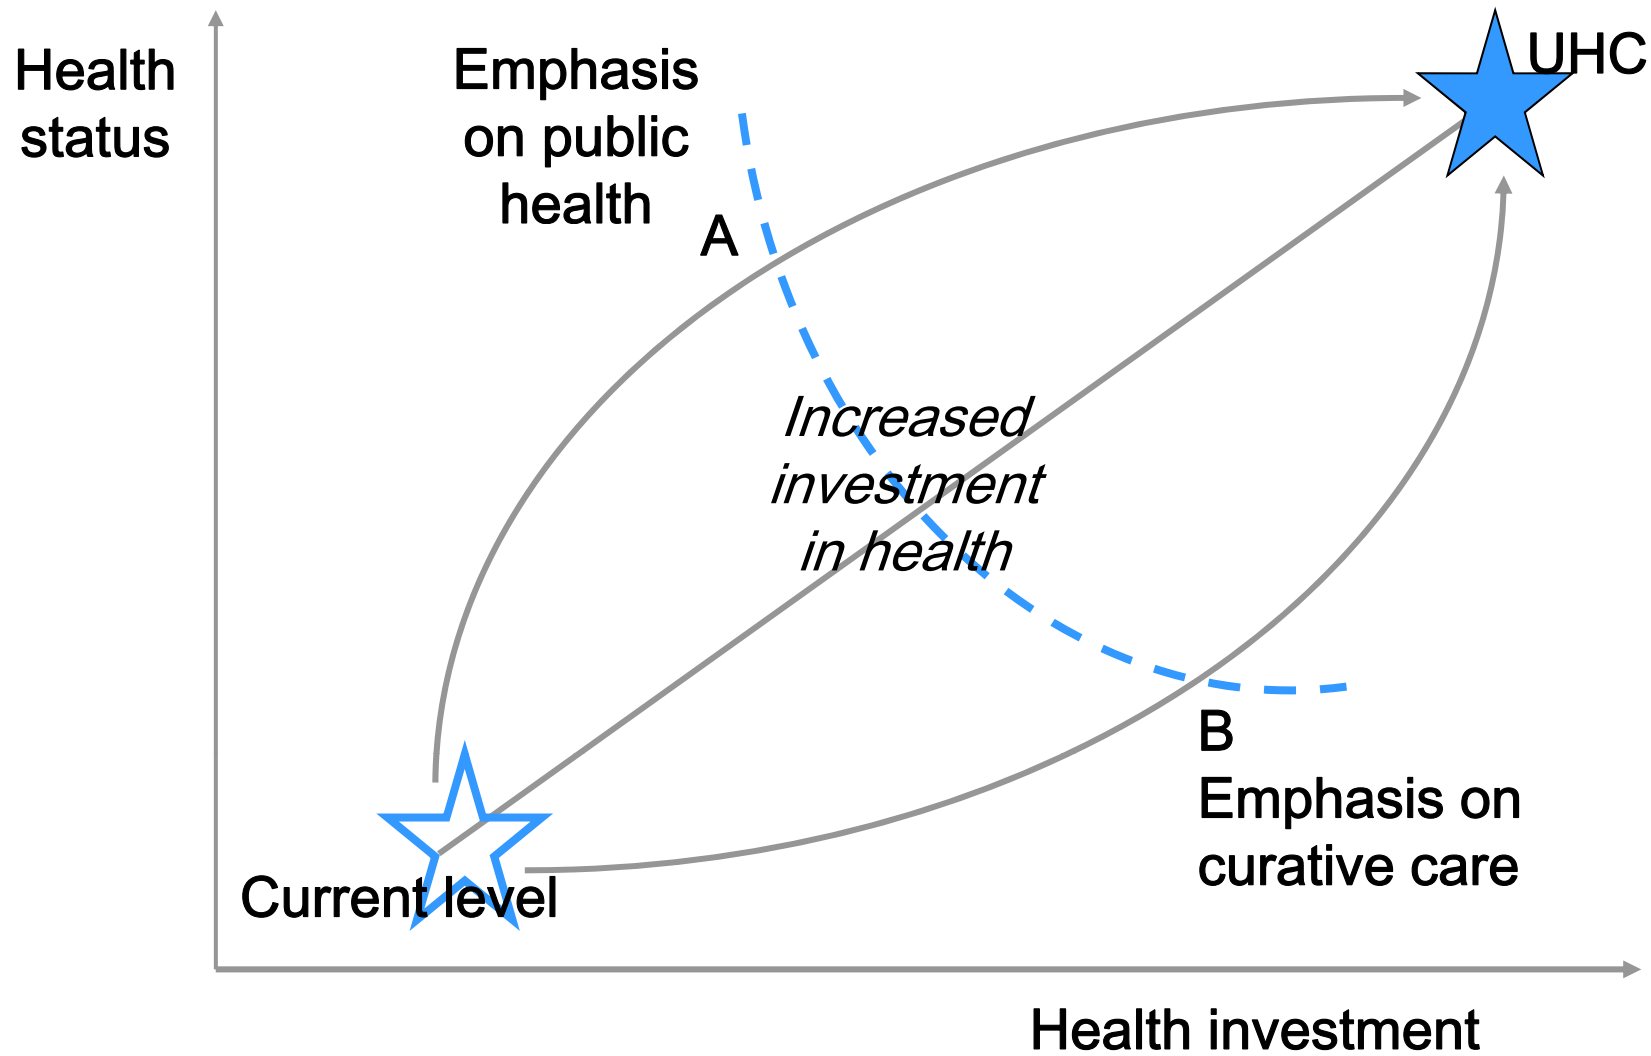 Health
status
Emphasis
on public
health
A
UHC
Increased
investment
in health
B
Emphasis on
curative care
Current level
Health investment